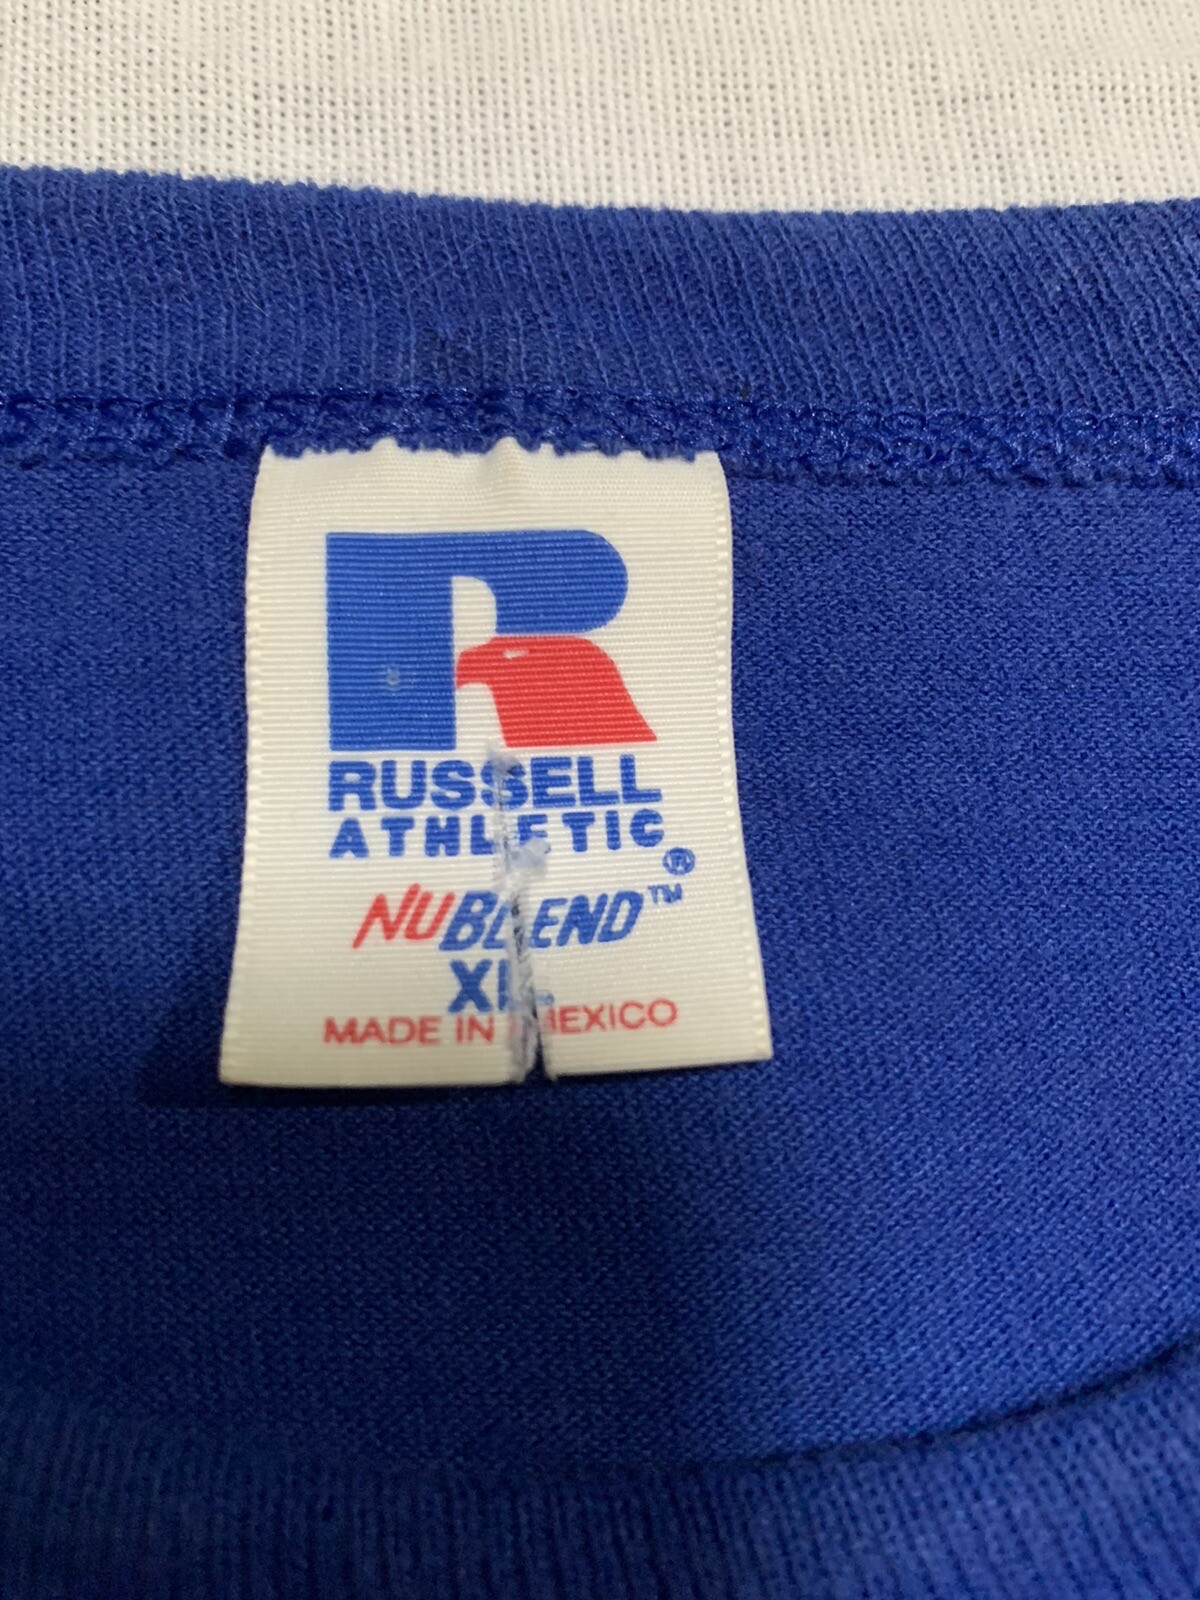 RUSSELL
ATHLETIC®
NUBLEND™
XL
MADE IN MEXICO